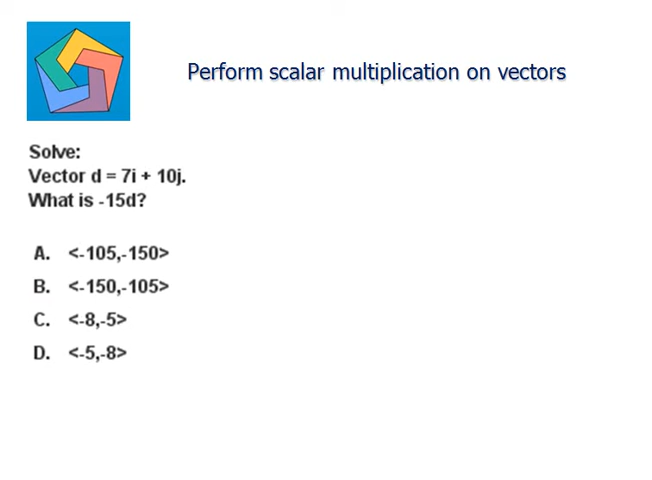 Perform scalar multiplication on vectors
Solve:
Vector d = 7i + 10j.
What is -15d?
A. <-105,-150>
B. <-150,-105>
C. <-8,-5>
D. <-5,-8>